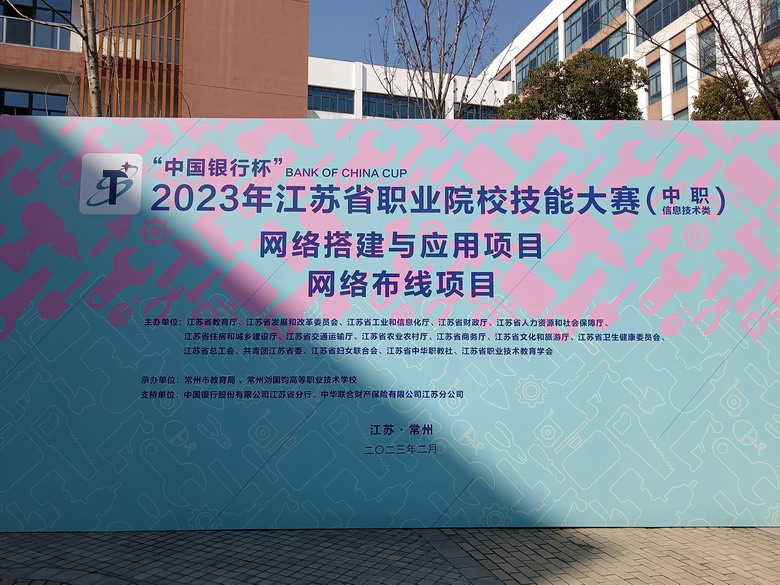 “中国银行杯”BANK OF CHINA CUP
2023年江苏省职业院校技能大赛(中职 信息技术类)
网络搭建与应用项目
网络布线项目
主办单位：江苏省教育厅、江苏省发展和改革委员会、江苏省工业和信息化厅、江苏省财政厅、江苏省人力资源和社会保障厅、
江苏省住房和城乡建设厅、江苏省交通运输厅、江苏省农业农村厅、江苏省商务厅、江苏省文化和旅游厅、江苏省卫生健康委员会、
江苏省总工会、共青团江苏省委、江苏省妇女联合会、江苏省中华职教社、江苏省职业技术教育学会
承办单位：常州市教育局、常州刘国钧高等职业技术学校
支持单位：中国银行股份有限公司江苏省分行、中华联合财产保险有限公司江苏分公司
江苏·常州
二〇二三年二月